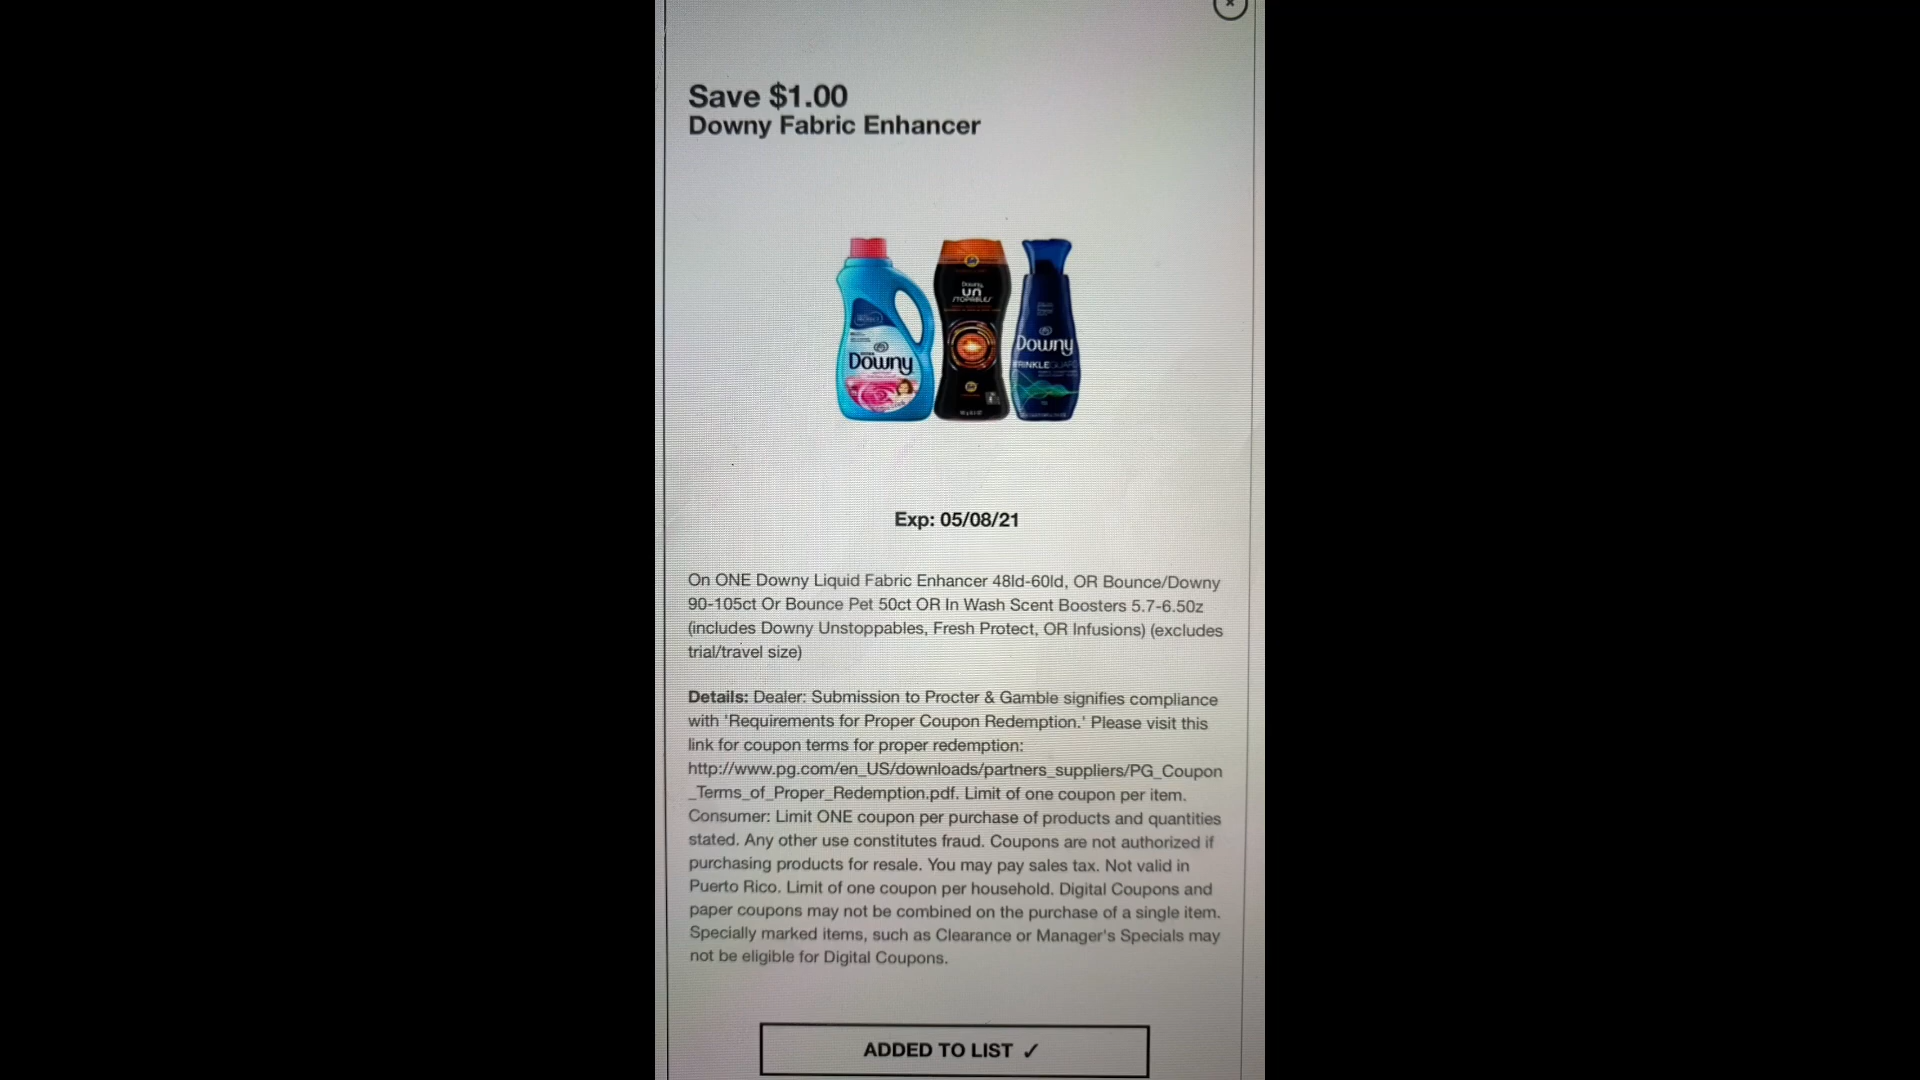 Save $1.00
Downy Fabric Enhancer
Downy
UN
STOPABLES
Downy
Downy
WRINKLEGUARD
Exp: 05/08/21
On ONE Downy Liquid Fabric Enhancer 48ld-60ld, OR Bounce/Downy
90-105ct Or Bounce Pet 50ct OR In Wash Scent Boosters 5.7-6.50z
(includes Downy Unstoppables, Fresh Protect, OR Infusions) (excludes
trial/travel size)
Details: Dealer: Submission to Procter & Gamble signifies compliance
with 'Requirements for Proper Coupon Redemption.' Please visit this
link for coupon terms for proper redemption:
http://www.pg.com/en_US/downloads/partners_suppliers/PG_Coupon
_Terms_of_Proper_Redemption.pdf. Limit of one coupon per item.
Consumer: Limit ONE coupon per purchase of products and quantities
stated. Any other use constitutes fraud. Coupons are not authorized if
purchasing products for resale. You may pay sales tax. Not valid in
Puerto Rico. Limit of one coupon per household. Digital Coupons and
paper coupons may not be combined on the purchase of a single item.
Specially marked items, such as Clearance or Manager's Specials may
not be eligible for Digital Coupons.
ADDED TO LIST ✓